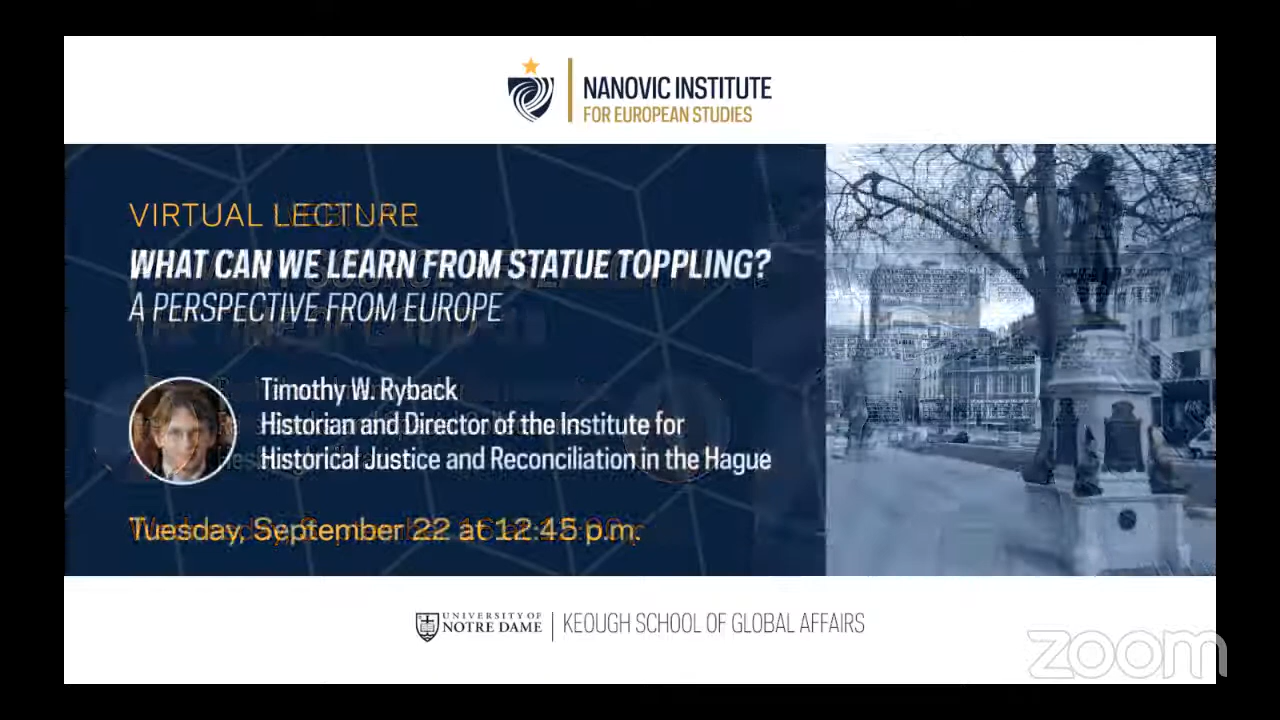 NANOVIC INSTITUTE
FOR EUROPEAN STUDIES
VIRTUAL LECTURE
WHAT CAN WE LEARN FROM STATUE TOPPLING?
A PERSPECTIVE FROM EUROPE
Timothy W. Ryback
Historian and Director of the Institute for
Historical Justice and Reconciliation in the Hague
Tuesday, September 22 at 12:45 p.m.
UNIVERSITY OF
NOTRE DAME
KEOUGH SCHOOL OF GLOBAL AFFAIRS
zoom